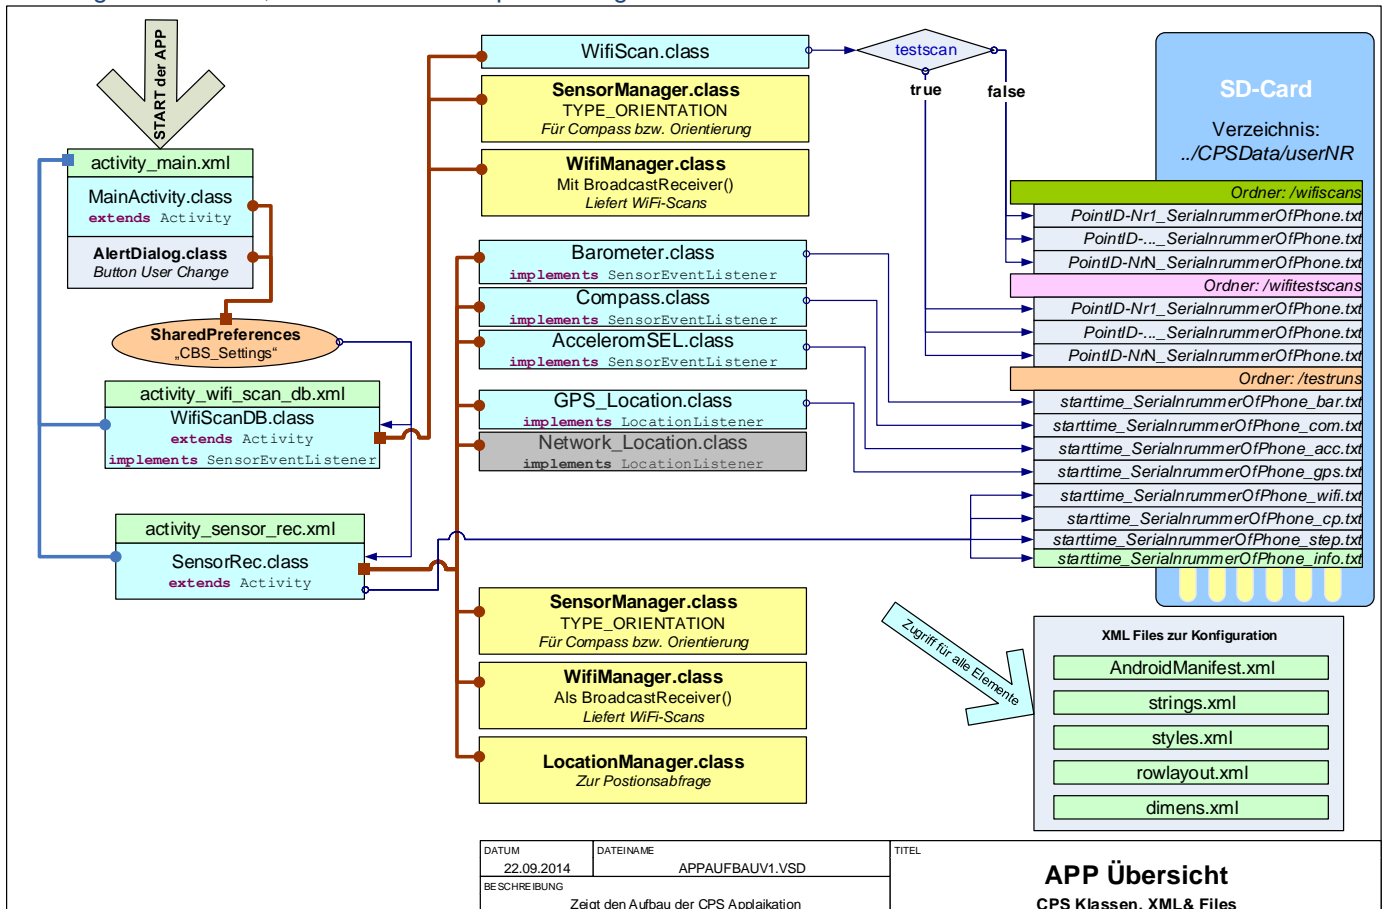 START der APP
activity_main.xml
MainActivity.class
extends Activity
AlertDialog.class
Button User Change
SharedPreferences
„CBS_Settings“
activity_wifi_scan_db.xml
WifiScanDB.class
extends Activity
implements SensorEventListener
activity_sensor_rec.xml
SensorRec.class
extends Activity
WifiScan.class
SensorManager.class
TYPE_ORIENTATION
Für Compass bzw. Orientierung
WifiManager.class
Mit BroadcastReceiver()
Liefert WiFi-Scans
Barometer.class
implements SensorEventListener
Compass.class
implements SensorEventListener
AcceleromSEL.class
implements SensorEventListener
GPS_Location.class
implements LocationListener
Network_Location.class
implements LocationListener
SensorManager.class
TYPE_ORIENTATION
Für Compass bzw. Orientierung
WifiManager.class
Als BroadcastReceiver()
Liefert WiFi-Scans
LocationManager.class
Zur Postionsabfrage
testscan
true
false
SD-Card
Verzeichnis:
../CPSData/userNR
Ordner: /wifiscans
PointID-Nr1_SerialnrummerOfPhone.txt
PointID-..._SerialnrummerOfPhone.txt
PointID-NrN_SerialnrummerOfPhone.txt
Ordner: /wifitestscans
PointID-Nr1_SerialnrummerOfPhone.txt
PointID-..._SerialnrummerOfPhone.txt
PointID-NrN_SerialnrummerOfPhone.txt
Ordner: /testruns
starttime_SerialnrummerOfPhone_bar.txt
starttime_SerialnrummerOfPhone_com.txt
starttime_SerialnrummerOfPhone_acc.txt
starttime_SerialnrummerOfPhone_gps.txt
starttime_SerialnrummerOfPhone_wifi.txt
starttime_SerialnrummerOfPhone_cp.txt
starttime_SerialnrummerOfPhone_step.txt
starttime_SerialnrummerOfPhone_info.txt
Zugriff für alle Elemente
XML Files zur Konfiguration
AndroidManifest.xml
strings.xml
styles.xml
rowlayout.xml
dimens.xml
DATUM
22.09.2014
DATEINAME
APPAUFBAUV1.VSD
BESCHREIBUNG
Zeigt den Aufbau der CPS Applaikation
TITEL
APP Übersicht
CPS Klassen, XML& Files